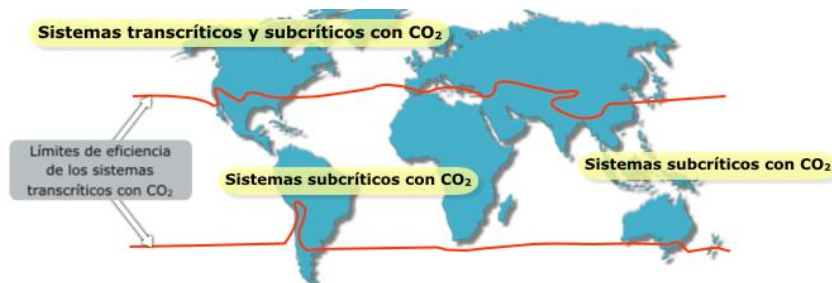 Sistemas transcríticos y subcríticos con CO₂
Límites de eficiencia
de los sistemas
transcríticos con CO₂
Sistemas subcríticos con CO₂
Sistemas subcríticos con CO₂